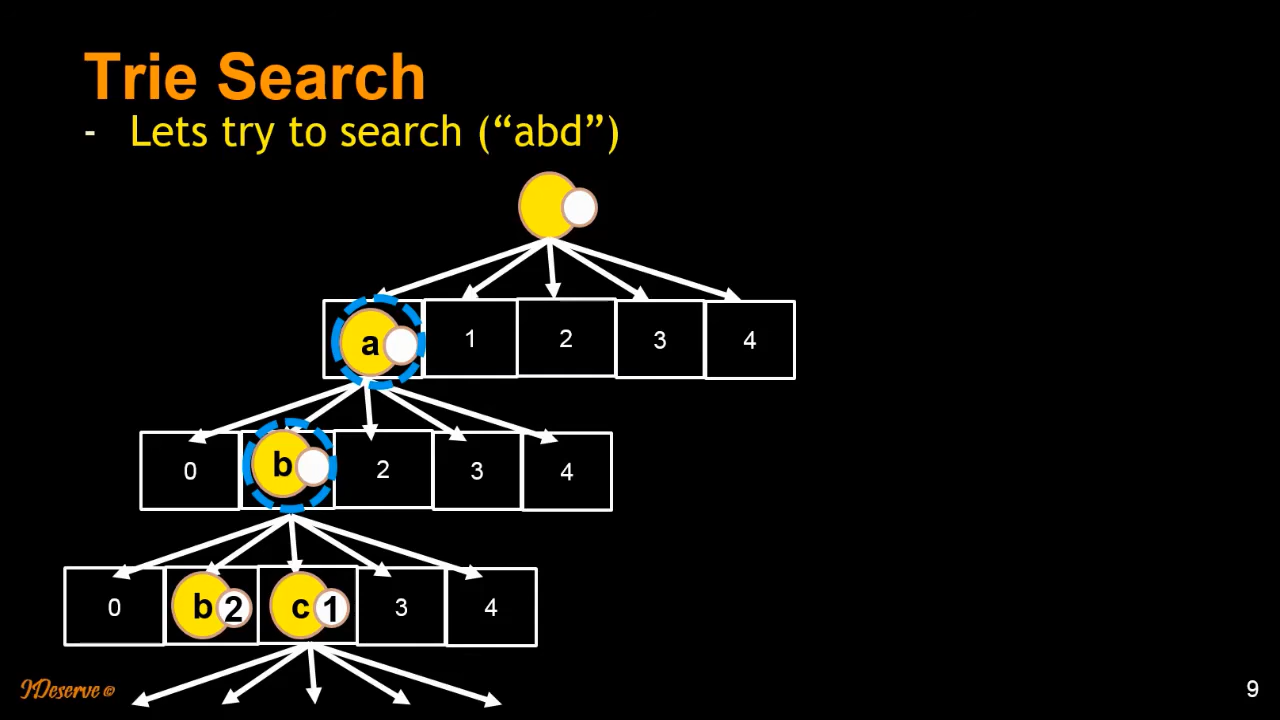 Trie Search
- Lets try to search (“abd”)
a 1 2 3 4
0 b 2 3 4
0 b 2 c 1 3 4
IDeserve ©
9